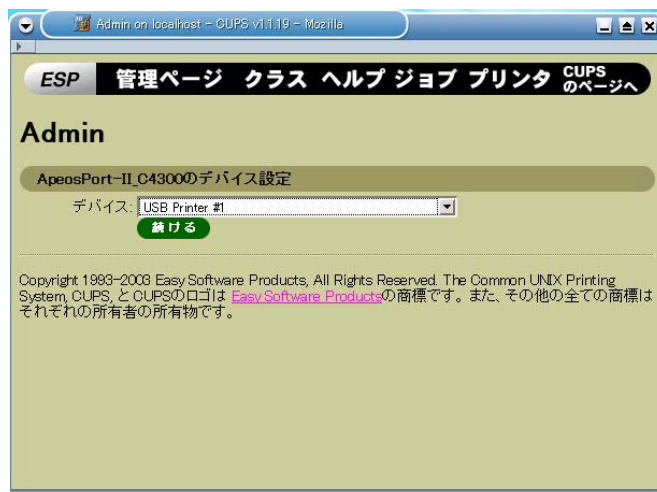 Admin on localhost - CUPS v1.1.19 - Mozilla
ESP 管理ページ クラス ヘルプ ジョブ プリンタ CUPSのページへ
Admin
ApeosPort-II_C4300のデバイス設定
デバイス: USB Printer #1
続ける
Copyright 1993-2003 Easy Software Products, All Rights Reserved. The Common UNIX Printing
System, CUPS, と CUPSのロゴは Easy Software Productsの商標です。また、その他の全ての商標は
それぞれの所有者の所有物です。